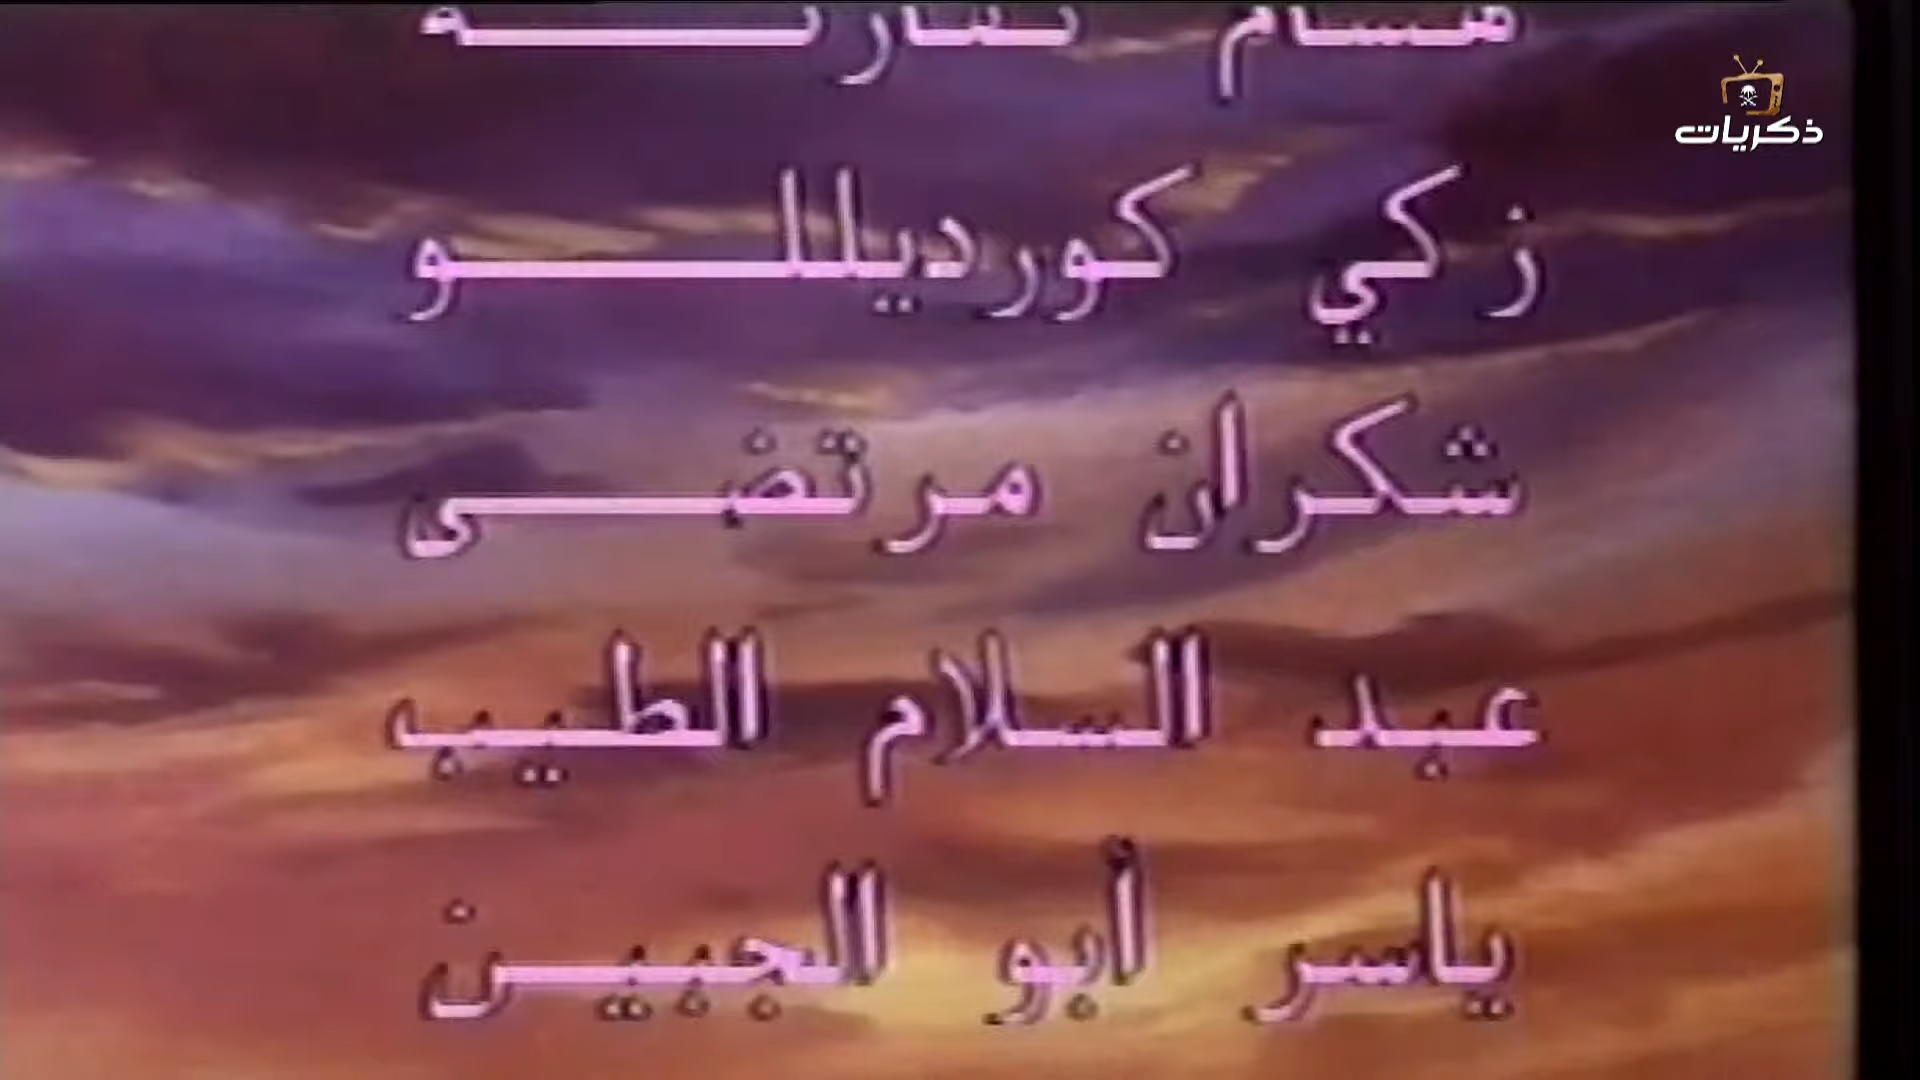 ذكريات
زكي كورديللو
شكران مرتضى
عبد السلام الطيب
ياسر أبو الجبين